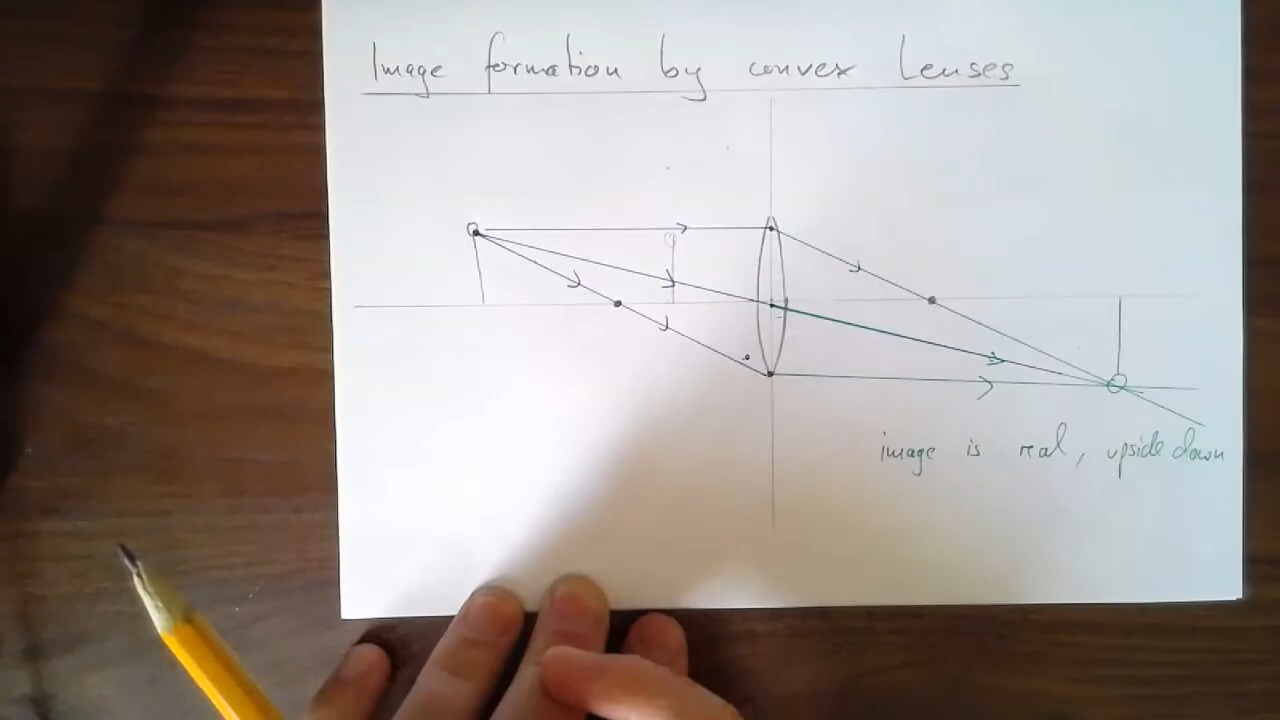 Image formation by convex lenses
image is real, upside down